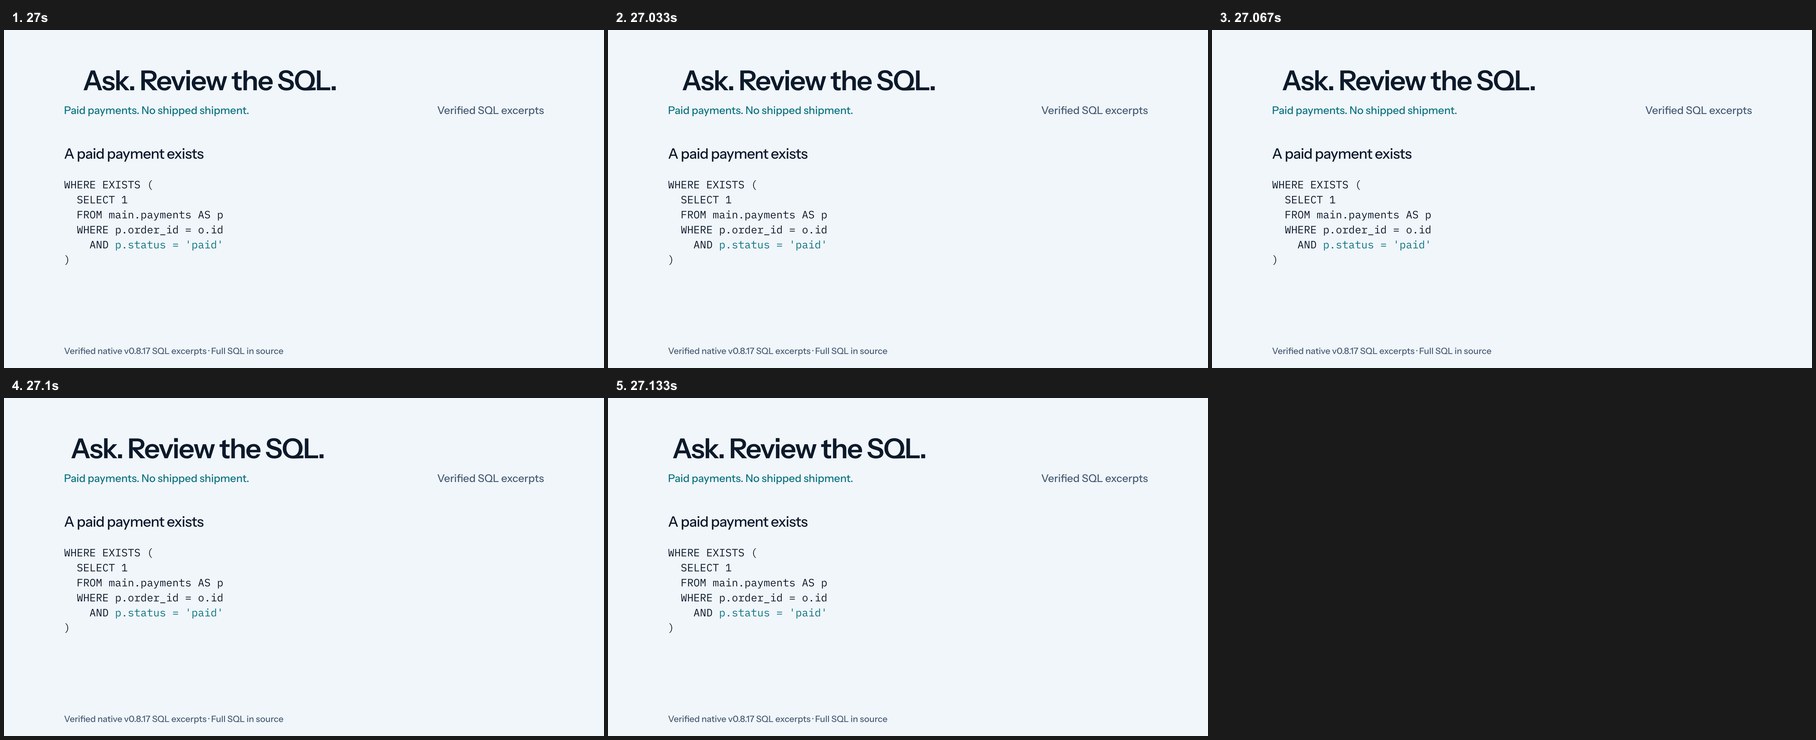 1. 27s
Ask. Review the SQL.
Paid payments. No shipped shipment.
Verified SQL excerpts
A paid payment exists
WHERE EXISTS (
SELECT 1
FROM main.payments AS p
WHERE p.order_id = o.id
AND p.status = 'paid'
)
Verified native v0.8.17 SQL excerpts · Full SQL in source
2. 27.033s
Ask. Review the SQL.
Paid payments. No shipped shipment.
Verified SQL excerpts
A paid payment exists
WHERE EXISTS (
SELECT 1
FROM main.payments AS p
WHERE p.order_id = o.id
AND p.status = 'paid'
)
Verified native v0.8.17 SQL excerpts · Full SQL in source
3. 27.067s
Ask. Review the SQL.
Paid payments. No shipped shipment.
Verified SQL excerpts
A paid payment exists
WHERE EXISTS (
SELECT 1
FROM main.payments AS p
WHERE p.order_id = o.id
AND p.status = 'paid'
)
Verified native v0.8.17 SQL excerpts · Full SQL in source
4. 27.1s
Ask. Review the SQL.
Paid payments. No shipped shipment.
Verified SQL excerpts
A paid payment exists
WHERE EXISTS (
SELECT 1
FROM main.payments AS p
WHERE p.order_id = o.id
AND p.status = 'paid'
)
Verified native v0.8.17 SQL excerpts · Full SQL in source
5. 27.133s
Ask. Review the SQL.
Paid payments. No shipped shipment.
Verified SQL excerpts
A paid payment exists
WHERE EXISTS (
SELECT 1
FROM main.payments AS p
WHERE p.order_id = o.id
AND p.status = 'paid'
)
Verified native v0.8.17 SQL excerpts · Full SQL in source